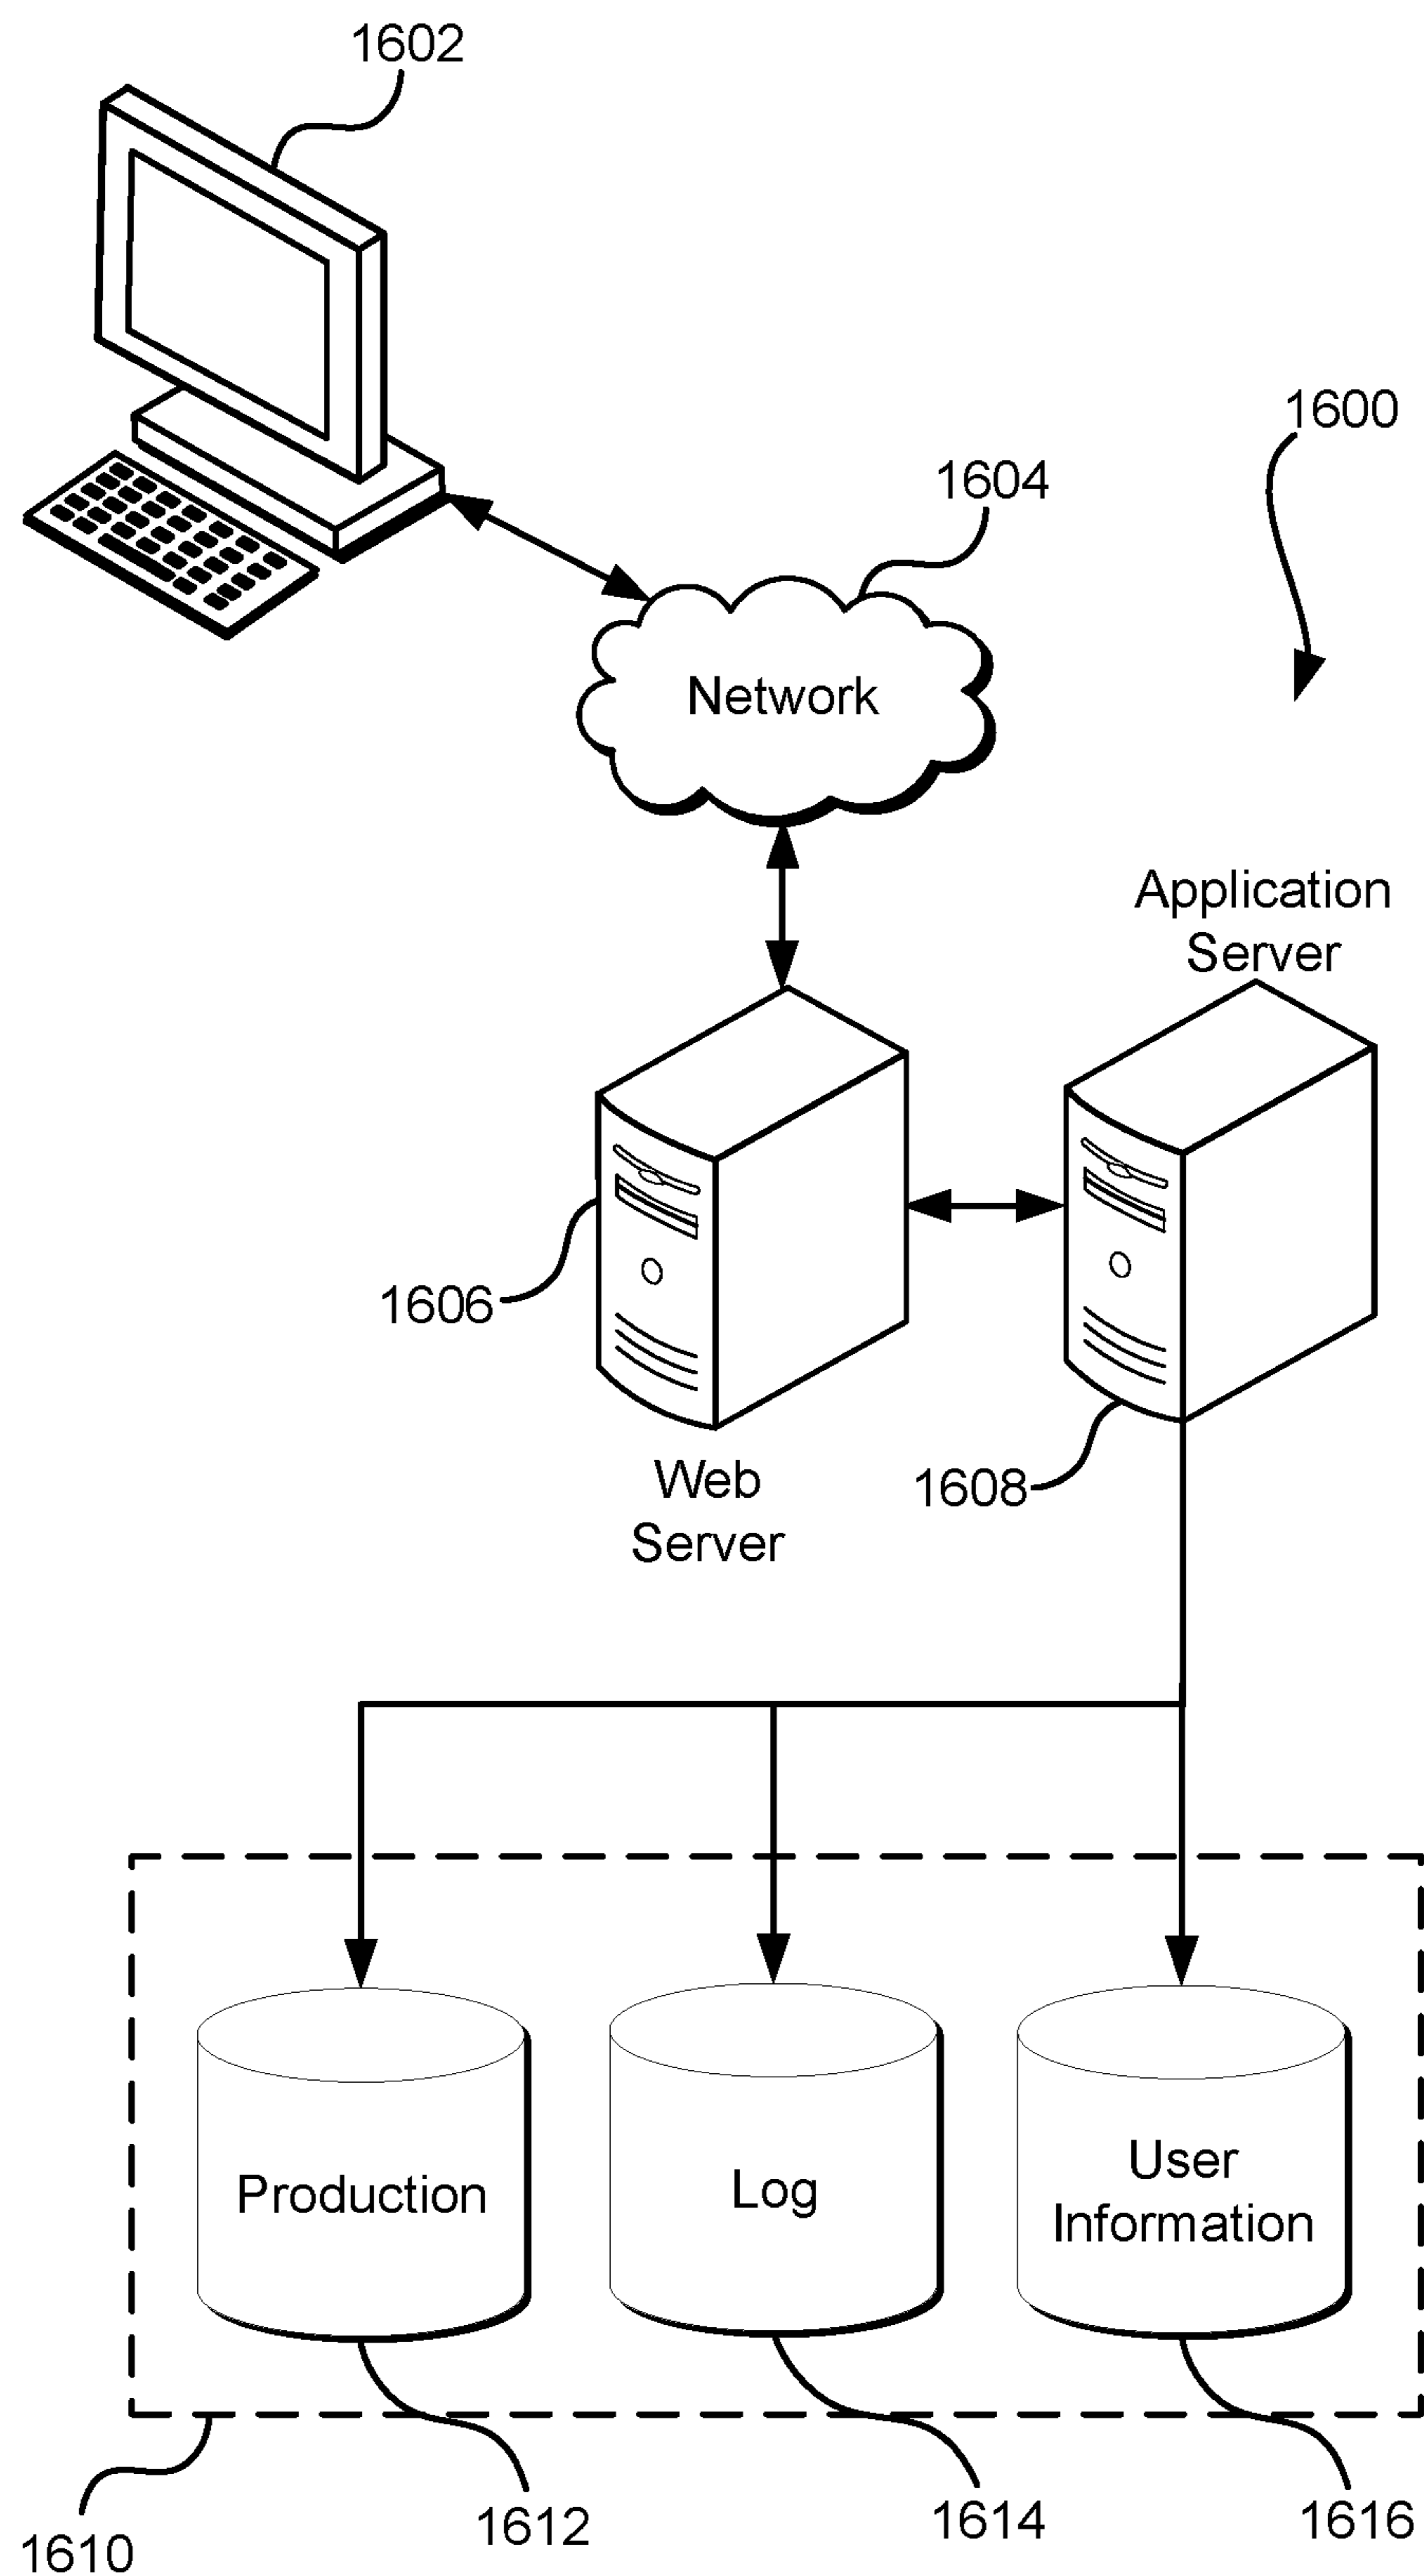 1602
1600
1604
Network
Application
Server
1606
Web
Server
1608
Production
Log
User
Information
1610
1612
1614
1616